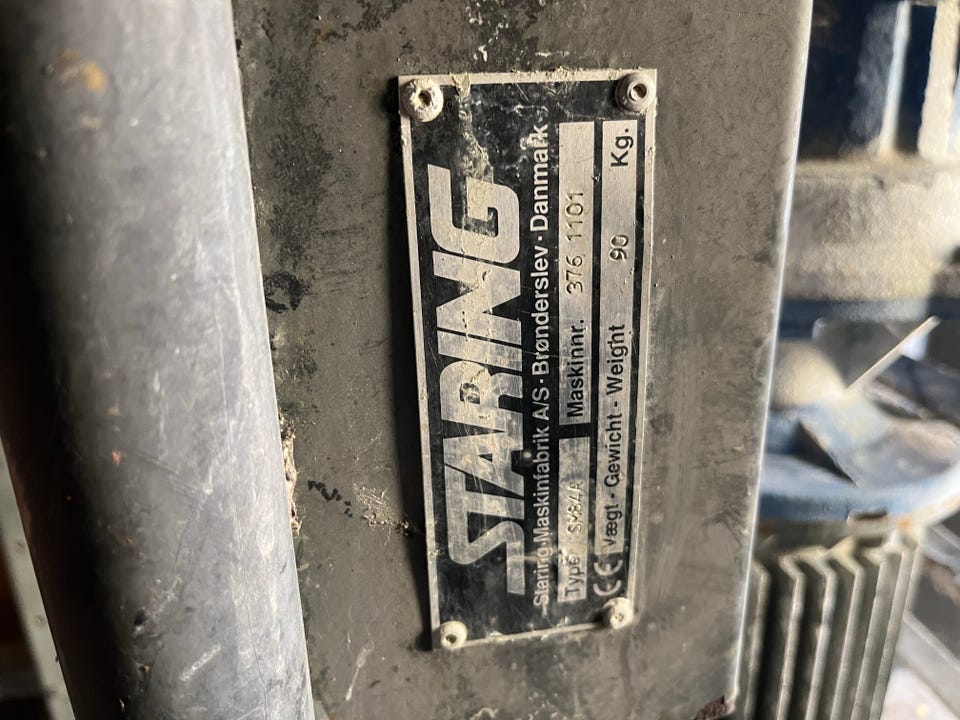 STARING
Staring Maskinfabrik A/S · Brønderslev · Danmark
Type SM84A Maskinnr. 376 1101
CE Vægt - Gewicht - Weight 90 Kg.